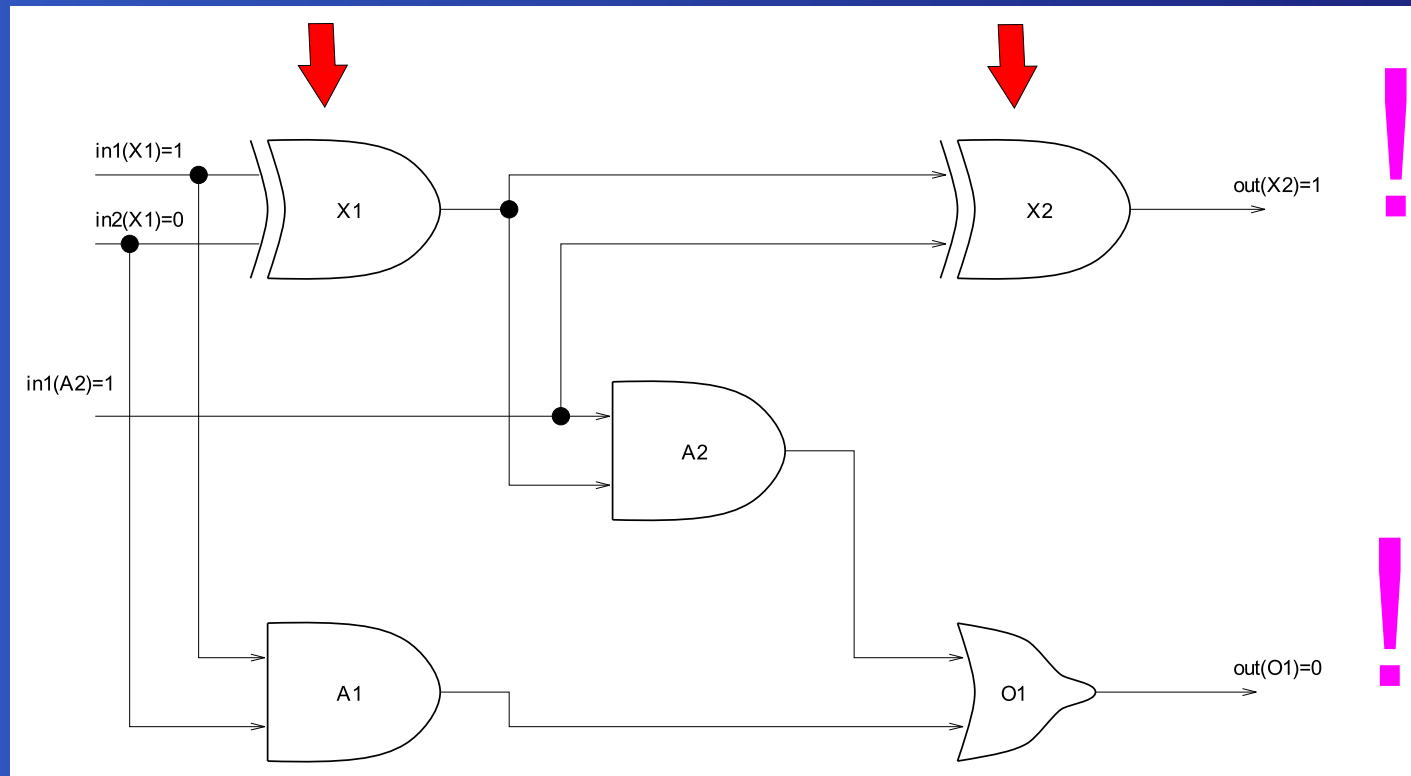 in1(X1)=1
in2(X1)=0
X1
X2
out(X2)=1
!
in1(A2)=1
A2
A1
O1
out(O1)=0
!